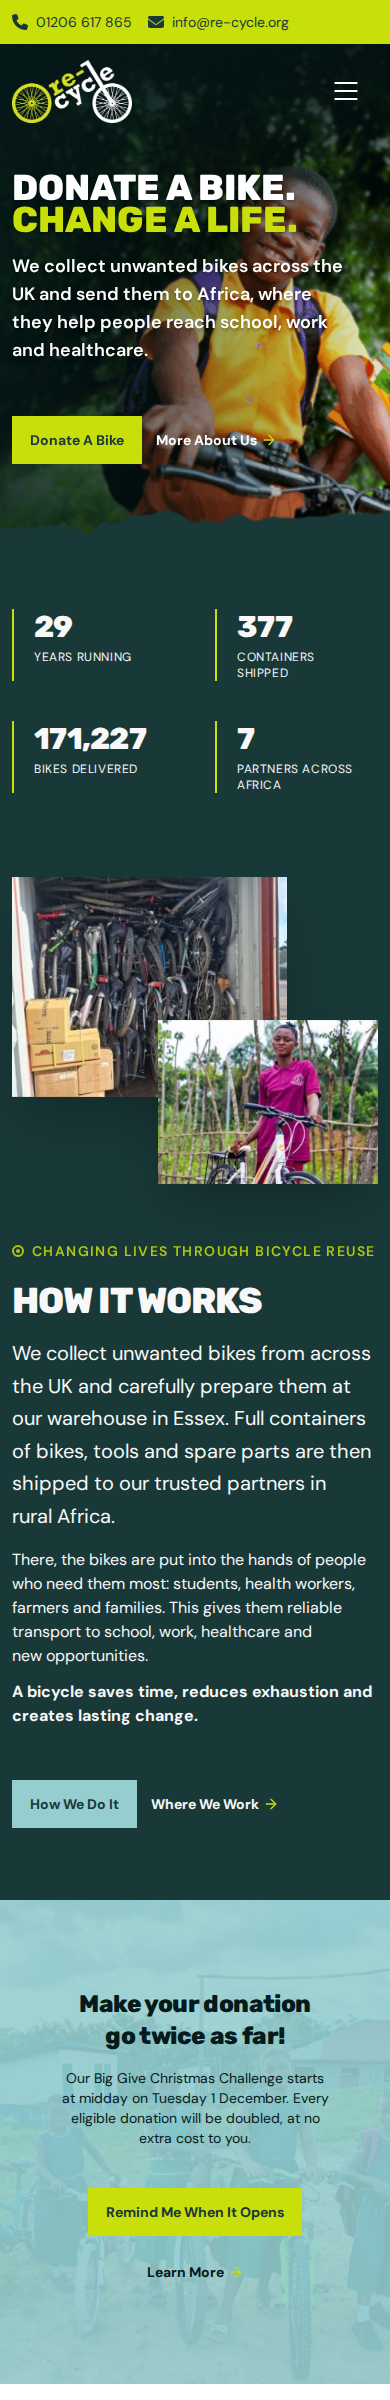 01206 617 865 info@re-cycle.org
re-cycle
DONATE A BIKE.
CHANGE A LIFE.
We collect unwanted bikes across the
UK and send them to Africa, where
they help people reach school, work
and healthcare.
Donate A Bike More About Us →
29
YEARS RUNNING
377
CONTAINERS
SHIPPED
171,227
BIKES DELIVERED
7
PARTNERS ACROSS
AFRICA
CHANGING LIVES THROUGH BICYCLE REUSE
HOW IT WORKS
We collect unwanted bikes from across
the UK and carefully prepare them at
our warehouse in Essex. Full containers
of bikes, tools and spare parts are then
shipped to our trusted partners in
rural Africa.
There, the bikes are put into the hands of people
who need them most: students, health workers,
farmers and families. This gives them reliable
transport to school, work, healthcare and
new opportunities.
A bicycle saves time, reduces exhaustion and
creates lasting change.
How We Do It Where We Work →
Make your donation
go twice as far!
Our Big Give Christmas Challenge starts
at midday on Tuesday 1 December. Every
eligible donation will be doubled, at no
extra cost to you.
Remind Me When It Opens
Learn More →